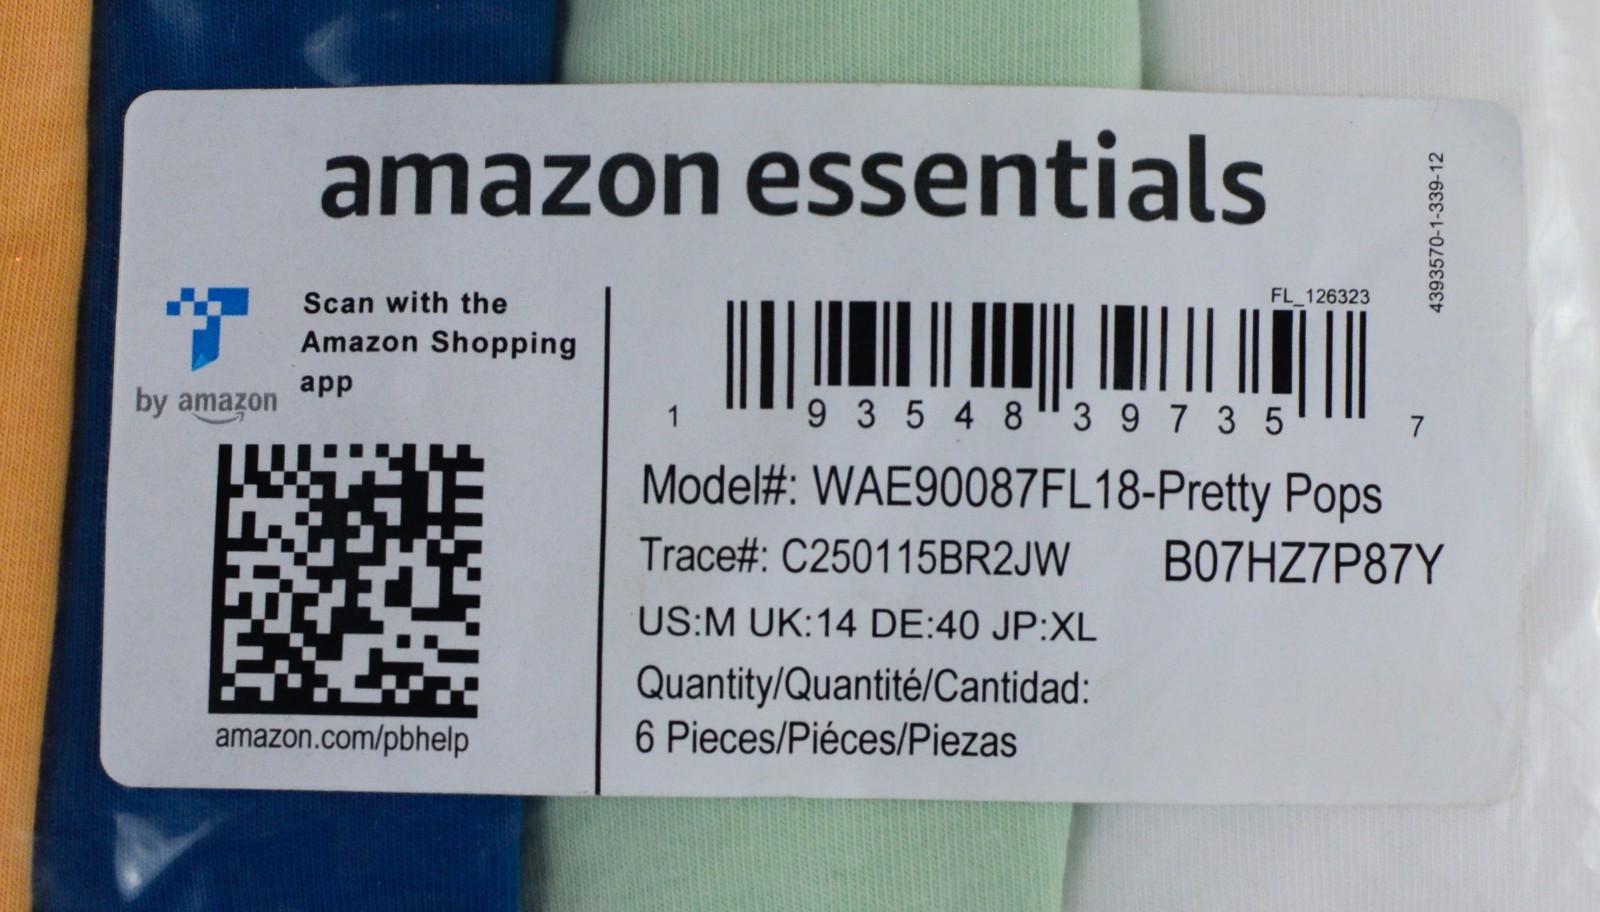 amazon essentials
4393570-1-339-12
by amazon
Scan with the
Amazon Shopping
app
amazon.com/pbhelp
FL_126323
1 93548 39735 7
Model#: WAE90087FL18-Pretty Pops
Trace#: C250115BR2JW B07HZ7P87Y
US:M UK:14 DE:40 JP:XL
Quantity/Quantité/Cantidad:
6 Pieces/Piéces/Piezas